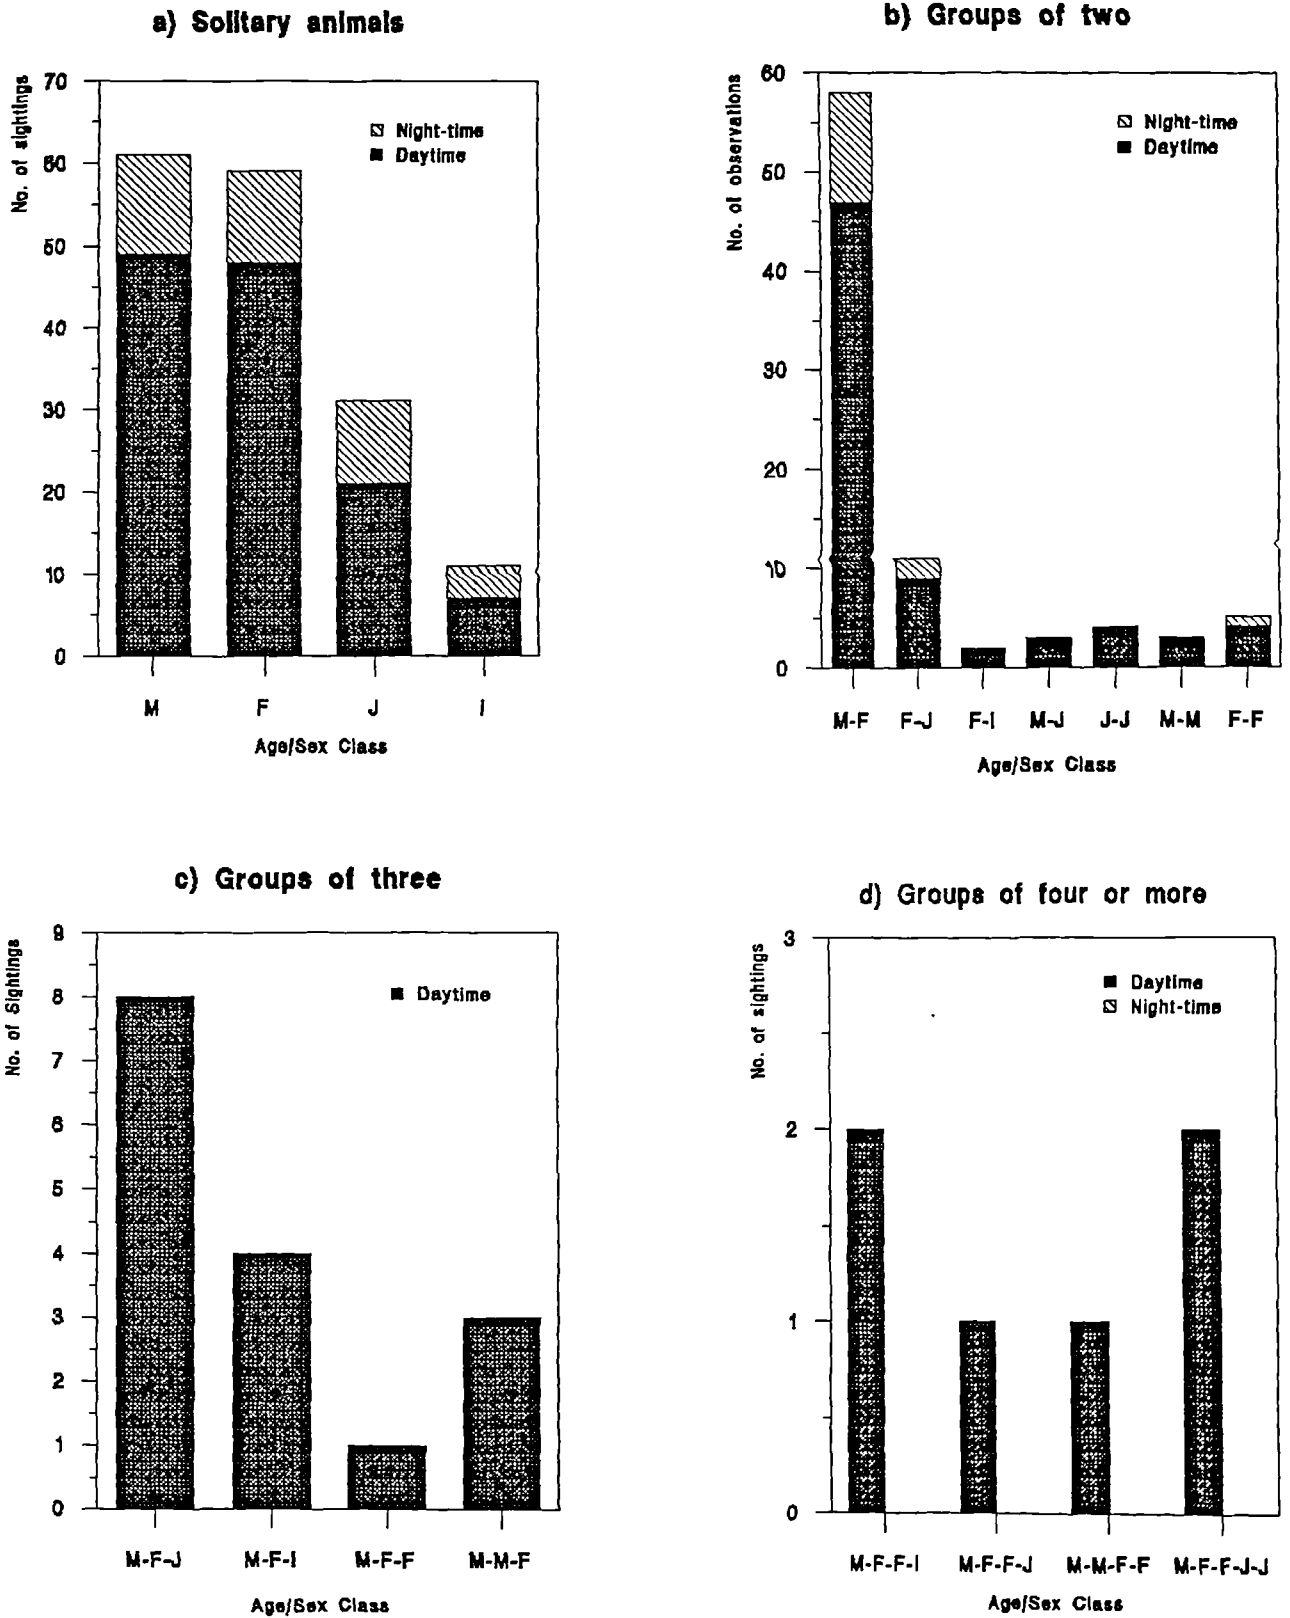 a) Solitary animals
No. of sightings
70
60
50
40
30
20
10
0
Night-time
Daytime
M F J I
Age/Sex Class
b) Groups of two
No. of observations
60
50
40
30
20
10
0
Night-time
Daytime
M-F F-J F-I M-J J-J M-M F-F
Age/Sex Class
c) Groups of three
No. of Sightings
9
8
7
6
5
4
3
2
1
0
Daytime
M-F-J M-F-I M-F-F M-M-F
Age/Sex Class
d) Groups of four or more
No. of sightings
3
2
1
0
Daytime
Night-time
M-F-F-I M-F-F-J M-M-F-F M-F-F-J-J
Age/Sex Class